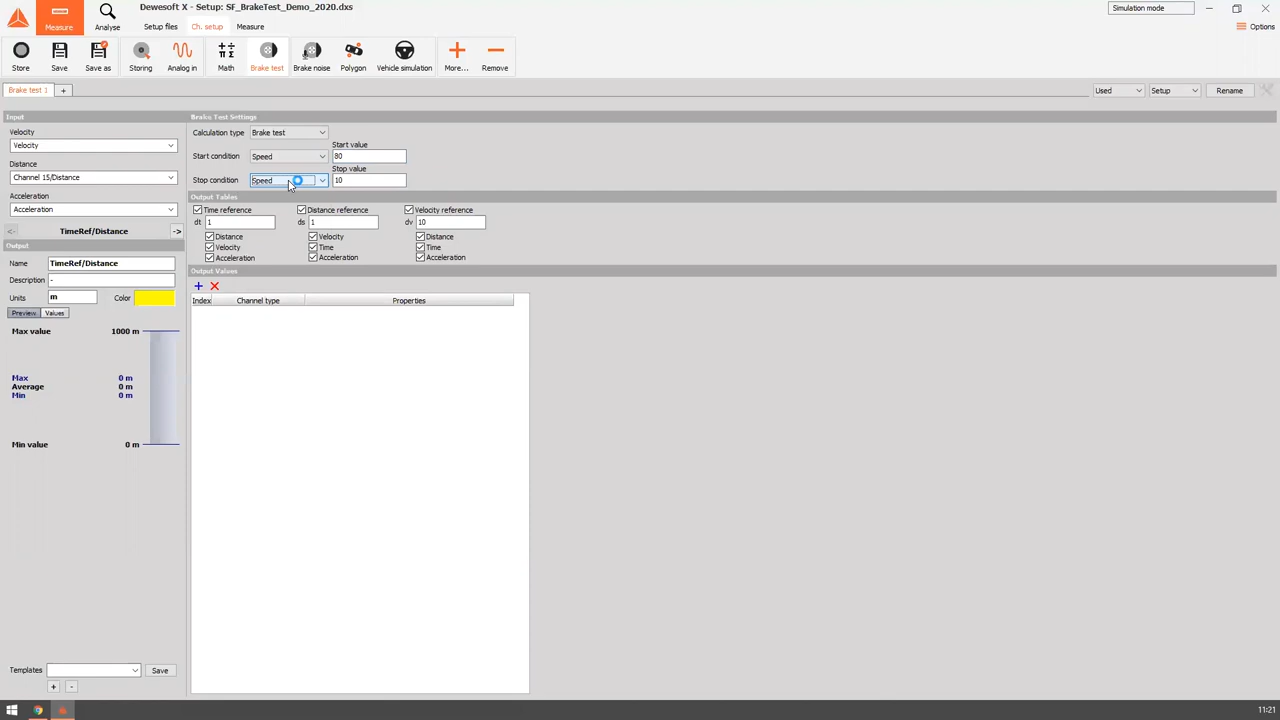 Dewesoft X - Setup: SF_BrakeTest_Demo_2020.dxs
Simulation mode
Measure
Analyse
Setup files
Ch. setup
Measure
Options
Store
Save
Save as
Storing
Analog in
Math
Brake test
Brake noise
Polygon
Vehicle simulation
More...
Remove
Brake test 1
+
Used
Setup
Rename
Input
Velocity
Velocity
Distance
Channel 15/Distance
Acceleration
Acceleration
<- TimeRef/Distance ->
Output
Name TimeRef/Distance
Description -
Units m Color
Preview Values
Max value 1000 m
Max 0 m
Average 0 m
Min 0 m
Min value 0 m
Templates Save
+ -
Brake Test Settings
Calculation type Brake test
Start value
Start condition Speed 80
Stop value
Stop condition Speed 10
Output Tables
Time reference Distance reference Velocity reference
dt 1 ds 1 dv 10
Distance Velocity Distance
Velocity Time Time
Acceleration Acceleration Acceleration
Output Values
Index Channel type Properties
11:21